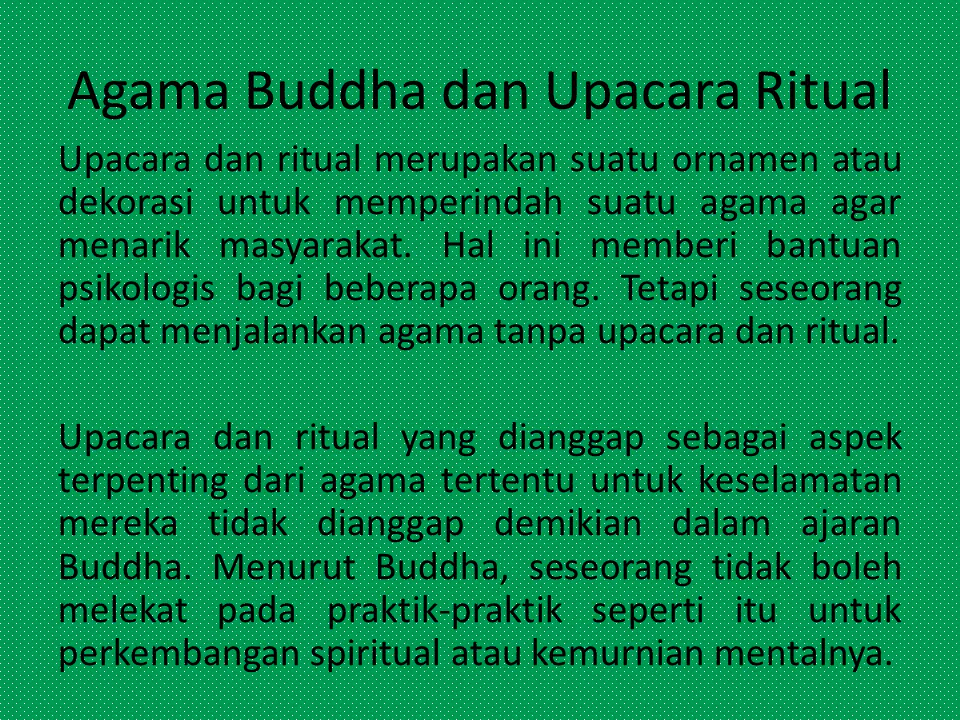 Agama Buddha dan Upacara Ritual
Upacara dan ritual merupakan suatu ornamen atau
dekorasi untuk memperindah suatu agama agar
menarik masyarakat. Hal ini memberi bantuan
psikologis bagi beberapa orang. Tetapi seseorang
dapat menjalankan agama tanpa upacara dan ritual.
Upacara dan ritual yang dianggap sebagai aspek
terpenting dari agama tertentu untuk keselamatan
mereka tidak dianggap demikian dalam ajaran
Buddha. Menurut Buddha, seseorang tidak boleh
melekat pada praktik-praktik seperti itu untuk
perkembangan spiritual atau kemurnian mentalnya.